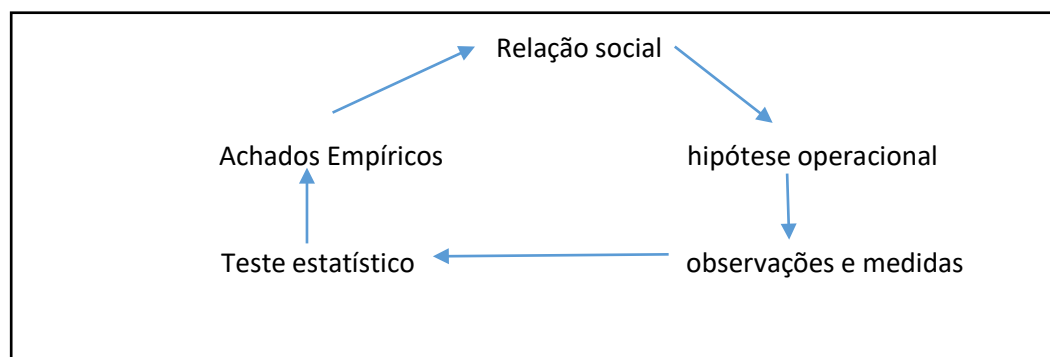 Relação social
Achados Empíricos
hipótese operacional
Teste estatístico
observações e medidas